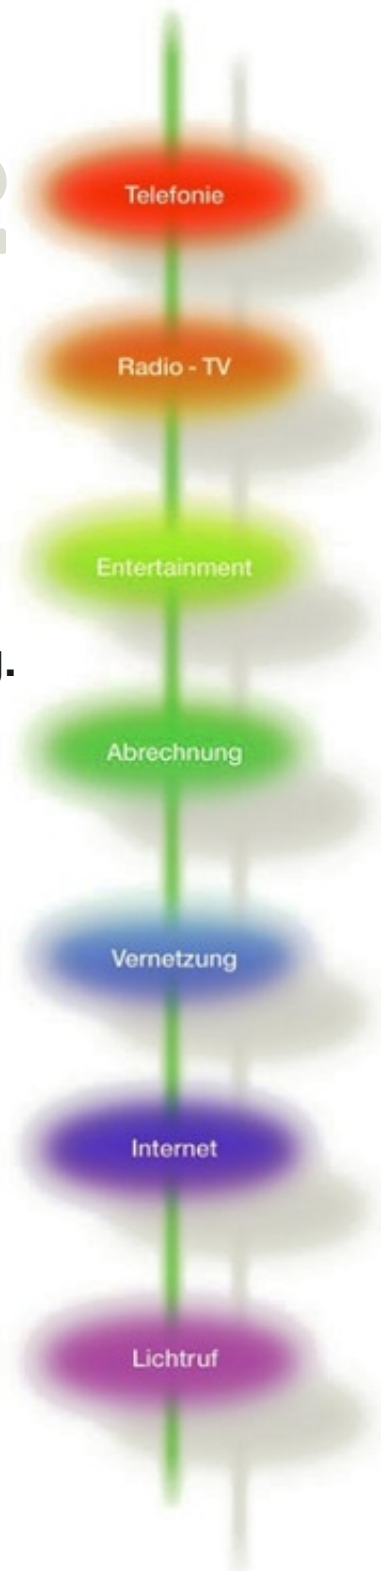 Telefonie
Radio - TV
Entertainment
Abrechnung
Vernetzung
Internet
Lichtruf